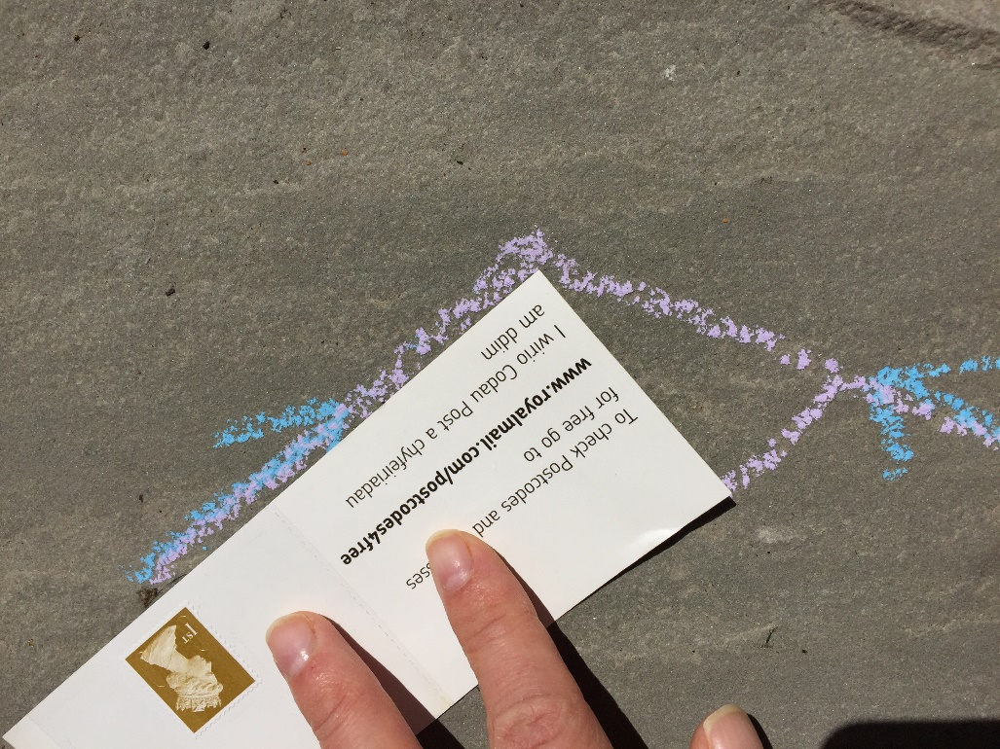 To check Postcodes and
sses
for free go to
www.royalmail.com/postcodes4free
I wirio Codau Post a chyfeiriadau
am ddim
1ST